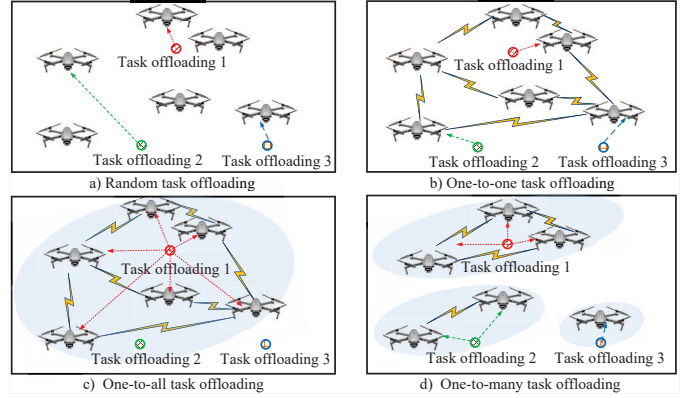 Task offloading 1
Task offloading 2
Task offloading 3
a) Random task offloading
Task offloading 1
Task offloading 2
Task offloading 3
b) One-to-one task offloading
Task offloading 1
Task offloading 2
Task offloading 3
c) One-to-all task offloading
Task offloading 1
Task offloading 2
Task offloading 3
d) One-to-many task offloading